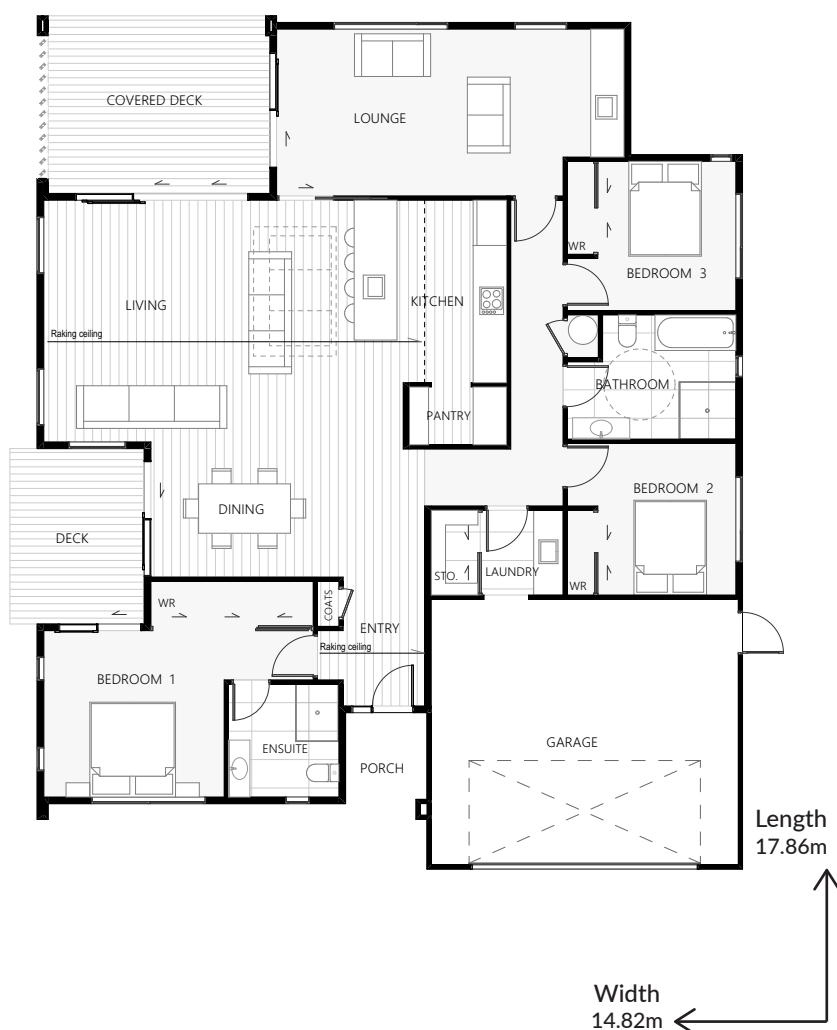 COVERED DECK
LOUNGE
WR
BEDROOM 3
LIVING
KITCHEN
Raking ceiling
BATHROOM
PANTRY
BEDROOM 2
DINING
DECK
STO.
LAUNDRY
WR
WR
COATS
ENTRY
Raking ceiling
BEDROOM 1
ENSUITE
GARAGE
PORCH
Length
17.86m
Width
14.82m